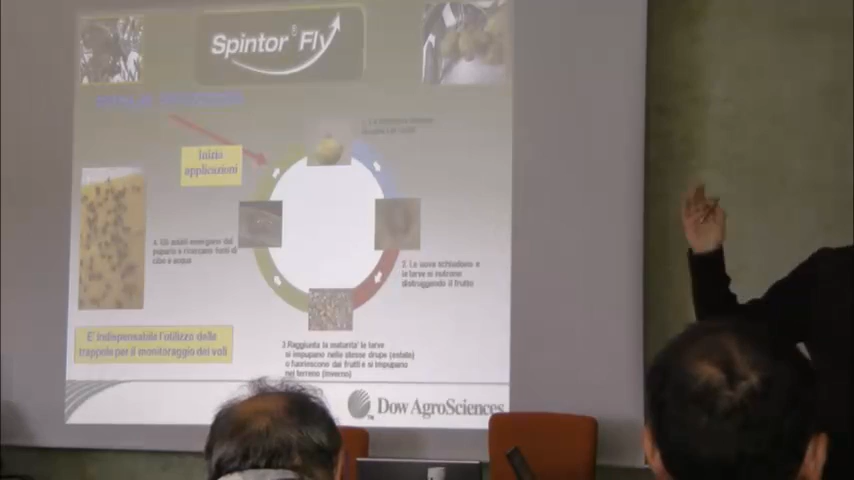 Spintor® Fly
Inizio
applicazioni
4. Gli adulti emergono dal
pupario e ricercano fonti di
cibo e acqua
2. Le uova schiudono e
le larve si nutrono
distruggendo il frutto
E' indispensabile l'utilizzo delle
trappole per il monitoraggio dei voli
3. Raggiunta la maturita' le larve
si impupano nelle stesse drupe (estate)
o fuoriescono dai frutti e si impupano
nel terreno (inverno)
Dow AgroSciences